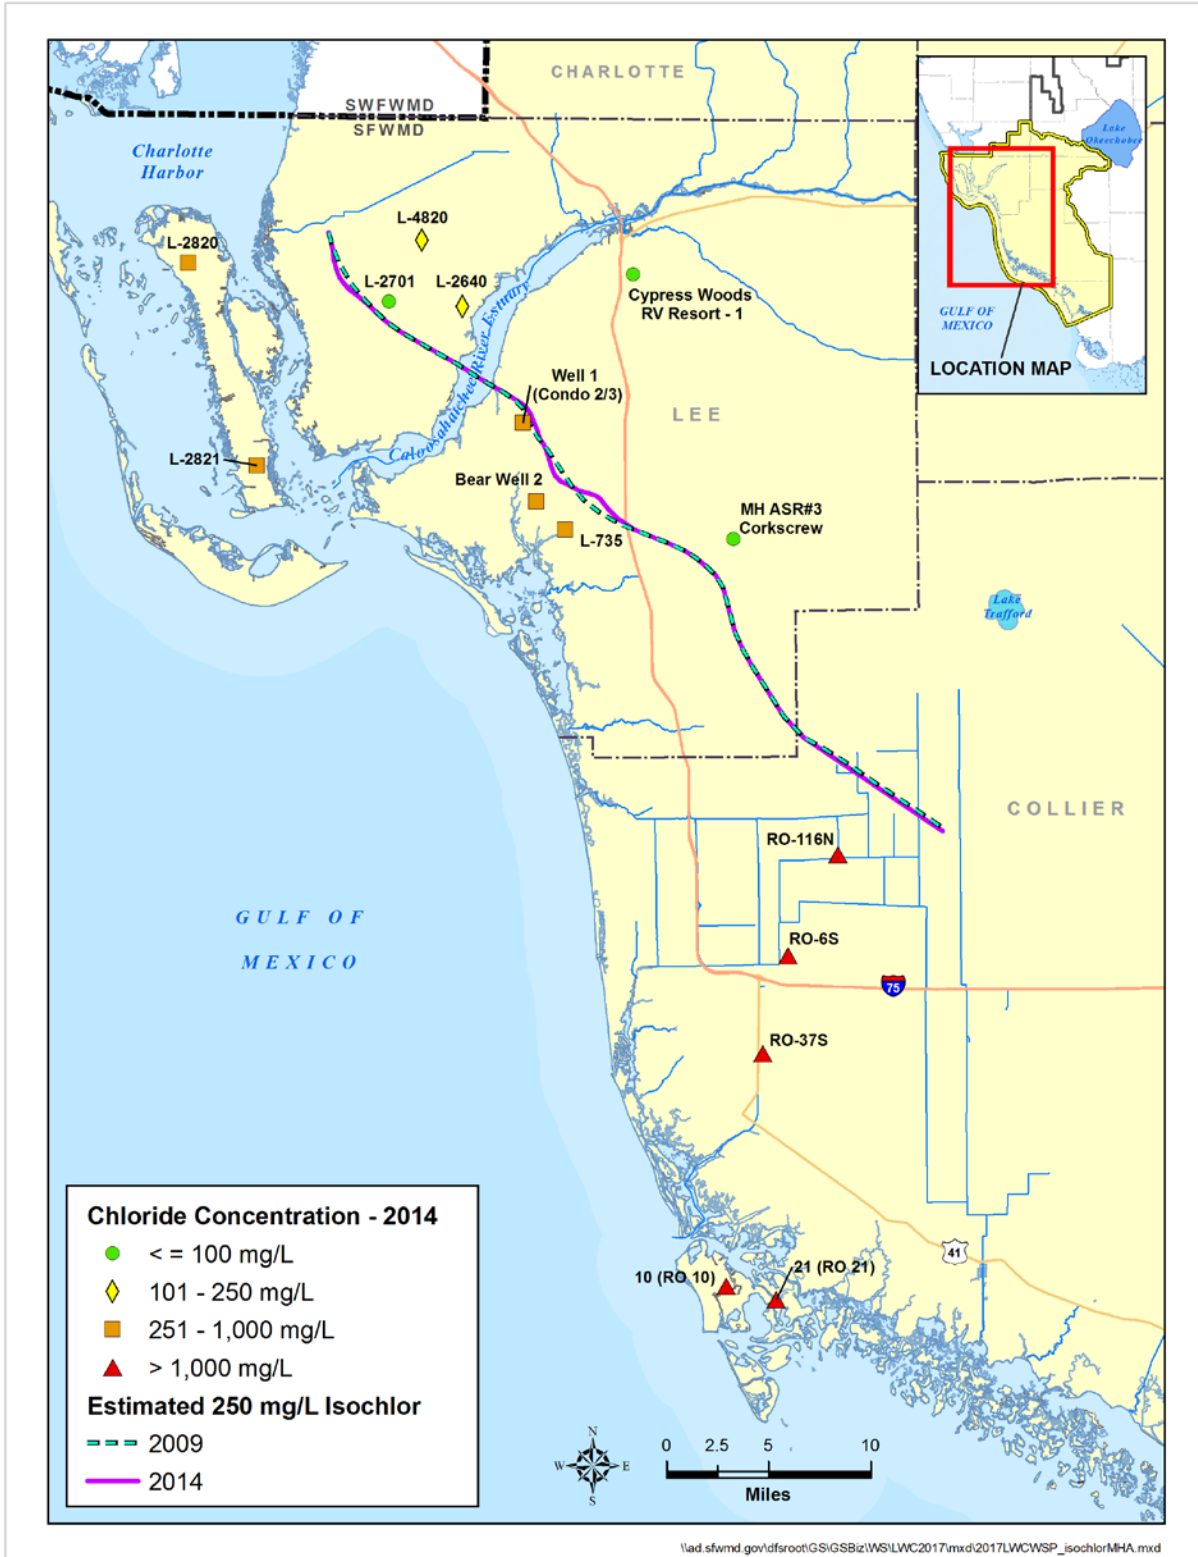 CHARLOTTE
SWFWMD
SFWMD
Charlotte
Harbor
Lake
Okeechobee
GULF OF
MEXICO
LOCATION MAP
L-4820
L-2820
L-2701
L-2640
Cypress Woods
RV Resort - 1
Caloosahatchee River Estuary
Well 1
(Condo 2/3)
LEE
L-2821
Bear Well 2
MH ASR#3
Corkscrew
L-735
Lake
Trafford
COLLIER
RO-116N
GULF OF
MEXICO
RO-6S
75
RO-37S
41
10 (RO 10)
21 (RO 21)
Chloride Concentration - 2014
< = 100 mg/L
101 - 250 mg/L
251 - 1,000 mg/L
> 1,000 mg/L
Estimated 250 mg/L Isochlor
2009
2014
N
W E
S
0 2.5 5 10
Miles
\\ad.sfwmd.gov\dfsroot\GS\GSBiz\WS\LWC2017\mxd\2017LWCWSP_isochlorMHA.mxd